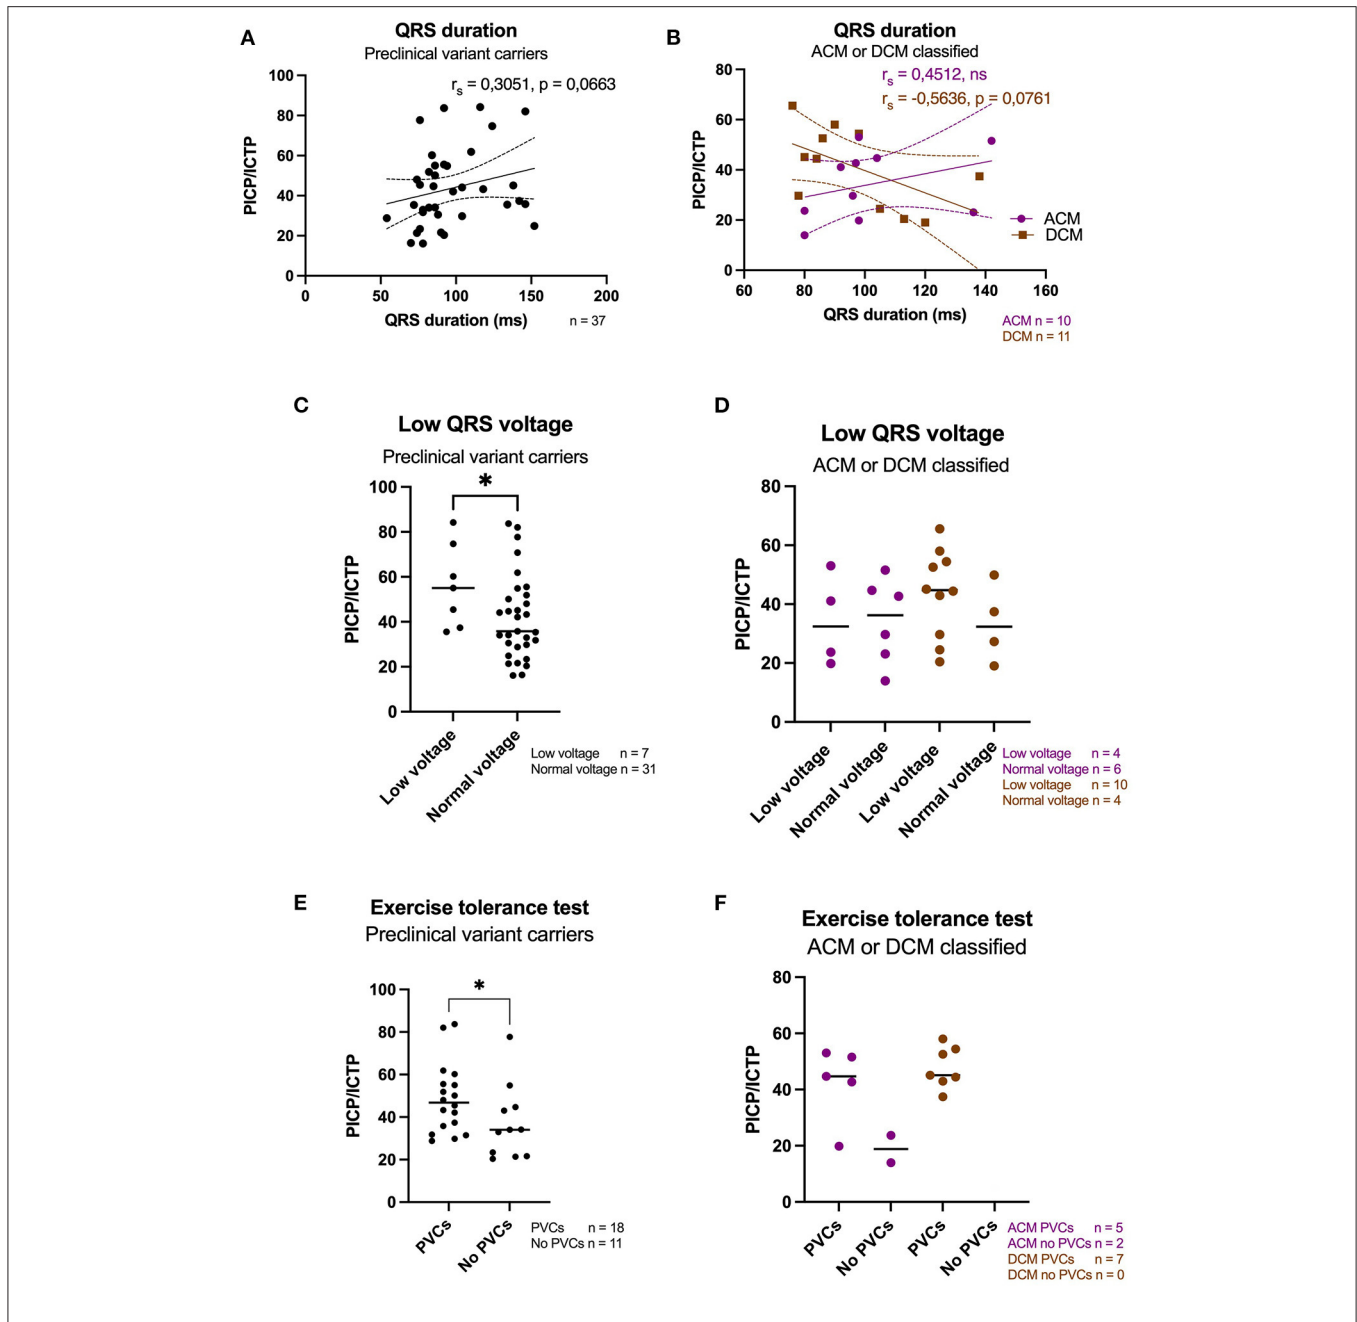 A
QRS duration
Preclinical variant carriers
rs = 0,3051, p = 0,0663
100
80
60
40
20
0
PICP/ICTP
0 50 100 150 200
QRS duration (ms)
n = 37
B
QRS duration
ACM or DCM classified
rs = 0,4512, ns
rs = -0,5636, p = 0,0761
80
60
40
20
0
PICP/ICTP
ACM
DCM
60 80 100 120 140 160
QRS duration (ms)
ACM n = 10
DCM n = 11
C
Low QRS voltage
Preclinical variant carriers
*
100
80
60
40
20
0
PICP/ICTP
Low voltage
Normal voltage
Low voltage n = 7
Normal voltage n = 31
D
Low QRS voltage
ACM or DCM classified
80
60
40
20
0
PICP/ICTP
Low voltage
Normal voltage
Low voltage
Normal voltage
Low voltage n = 4
Normal voltage n = 6
Low voltage n = 10
Normal voltage n = 4
E
Exercise tolerance test
Preclinical variant carriers
*
100
80
60
40
20
0
PICP/ICTP
PVCs
No PVCs
PVCs n = 18
No PVCs n = 11
F
Exercise tolerance test
ACM or DCM classified
80
60
40
20
0
PICP/ICTP
PVCs
No PVCs
PVCs
No PVCs
ACM PVCs n = 5
ACM no PVCs n = 2
DCM PVCs n = 7
DCM no PVCs n = 0